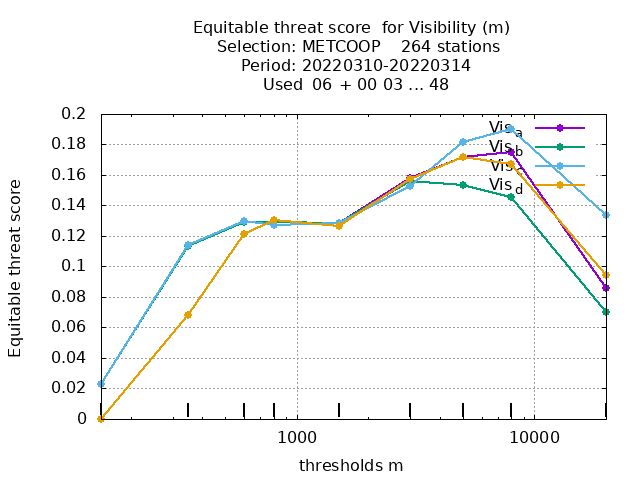 Equitable threat score  for Visibility (m)
Selection: METCOOP    264 stations
Period: 20220310-20220314
Used  06 + 00 03 ... 48
Equitable threat score
0.2
0.18
0.16
0.14
0.12
0.1
0.08
0.06
0.04
0.02
0
Vis a
Vis b
Vis c
Vis d
1000
10000
thresholds m